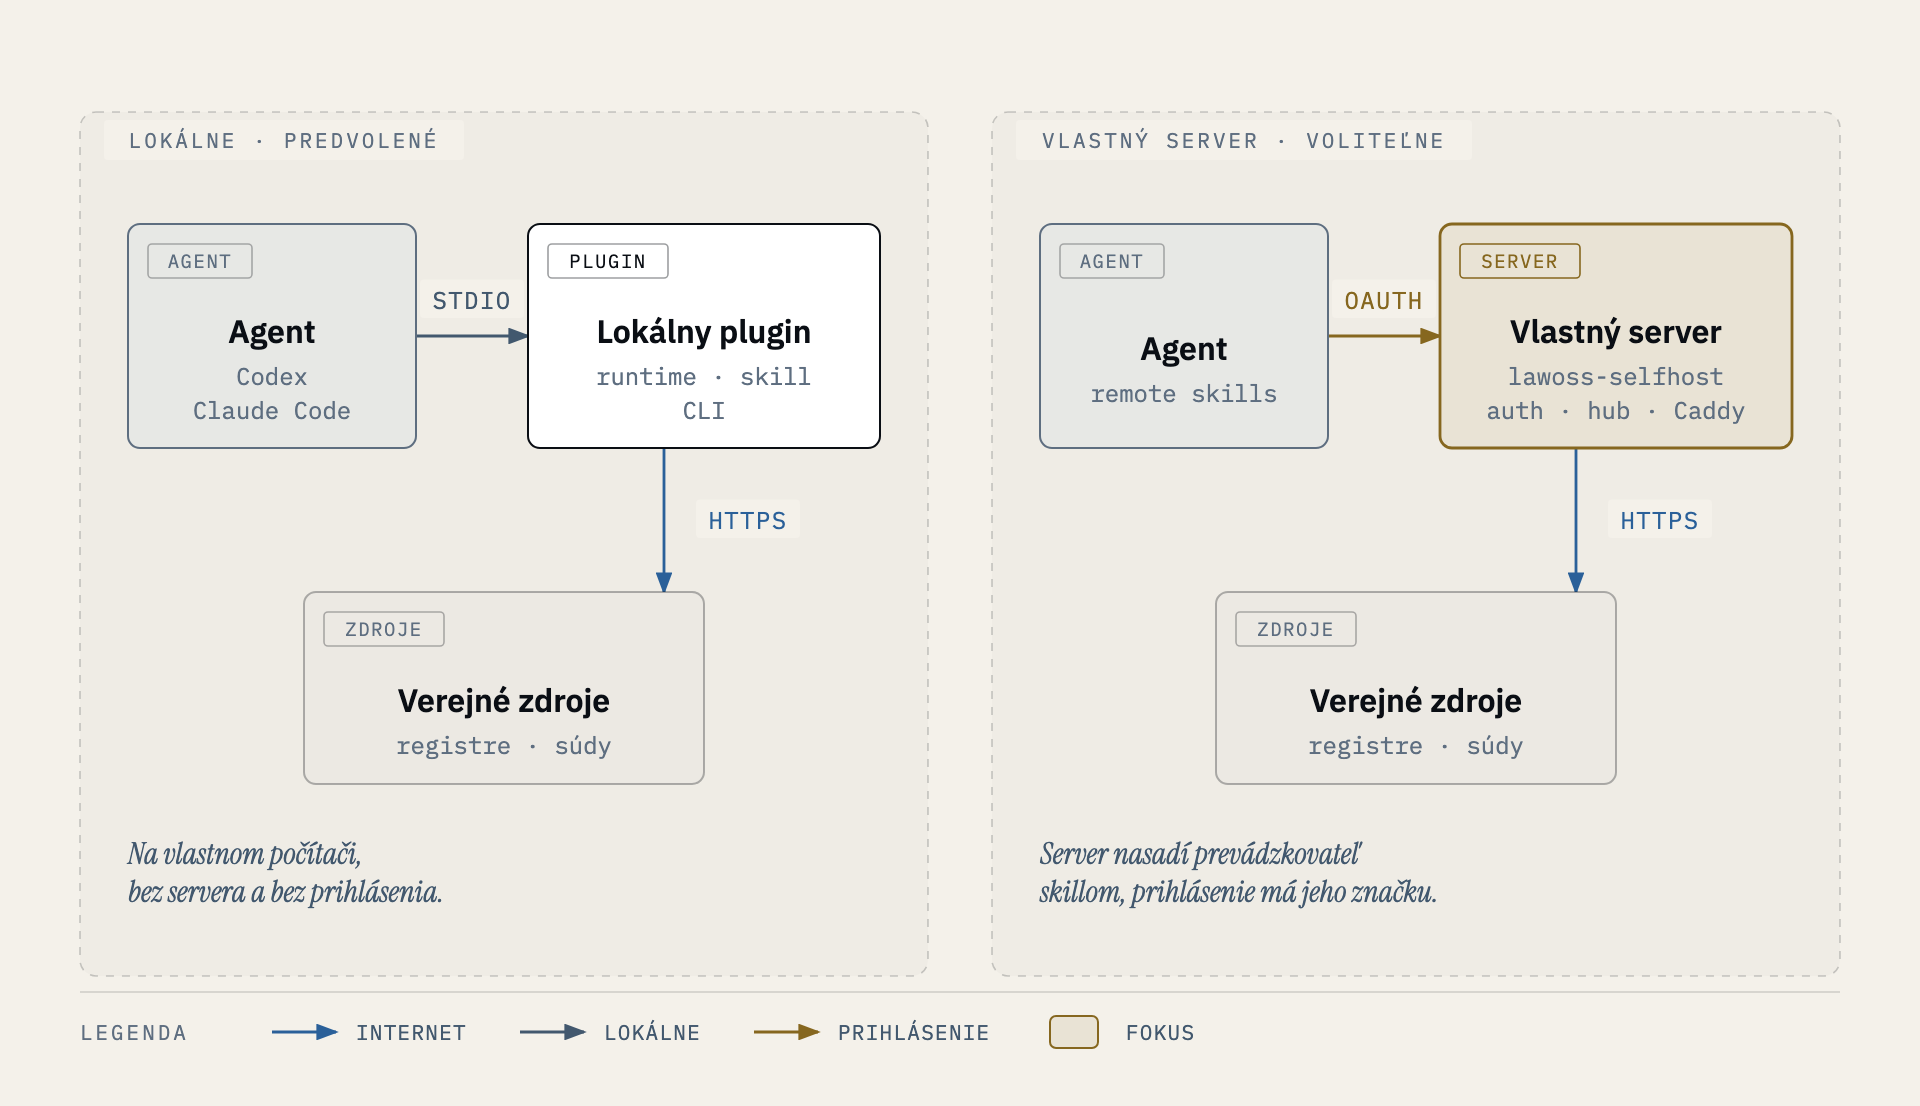 LOKÁLNE · PREDVOLENÉ
AGENT
Agent
Codex
Claude Code
STDIO
PLUGIN
Lokálny plugin
runtime · skill
CLI
HTTPS
ZDROJE
Verejné zdroje
registre · súdy
Na vlastnom počítači,
bez servera a bez prihlásenia.
VLASTNÝ SERVER · VOLITEĽNE
AGENT
Agent
remote skills
OAUTH
SERVER
Vlastný server
lawoss-selfhost
auth · hub · Caddy
HTTPS
ZDROJE
Verejné zdroje
registre · súdy
Server nasadí prevádzkovateľ
skillom, prihlásenie má jeho značku.
LEGENDA
INTERNET
LOKÁLNE
PRIHLÁSENIE
FOKUS